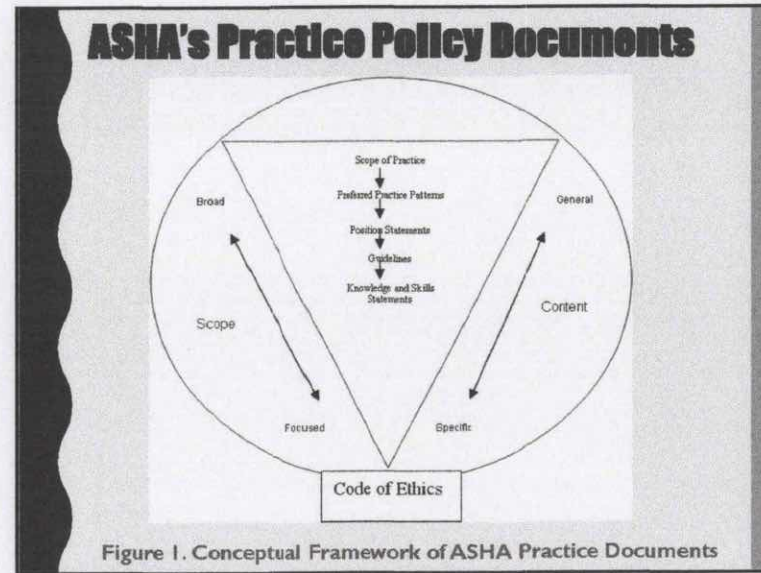 ASHA's Practice Policy Documents
Scope of Practice
Preferred Practice Patterns
Position Statements
Guidelines
Knowledge and Skills
Statements
Broad
Scope
Focused
General
Content
Specific
Code of Ethics
Figure 1. Conceptual Framework of ASHA Practice Documents